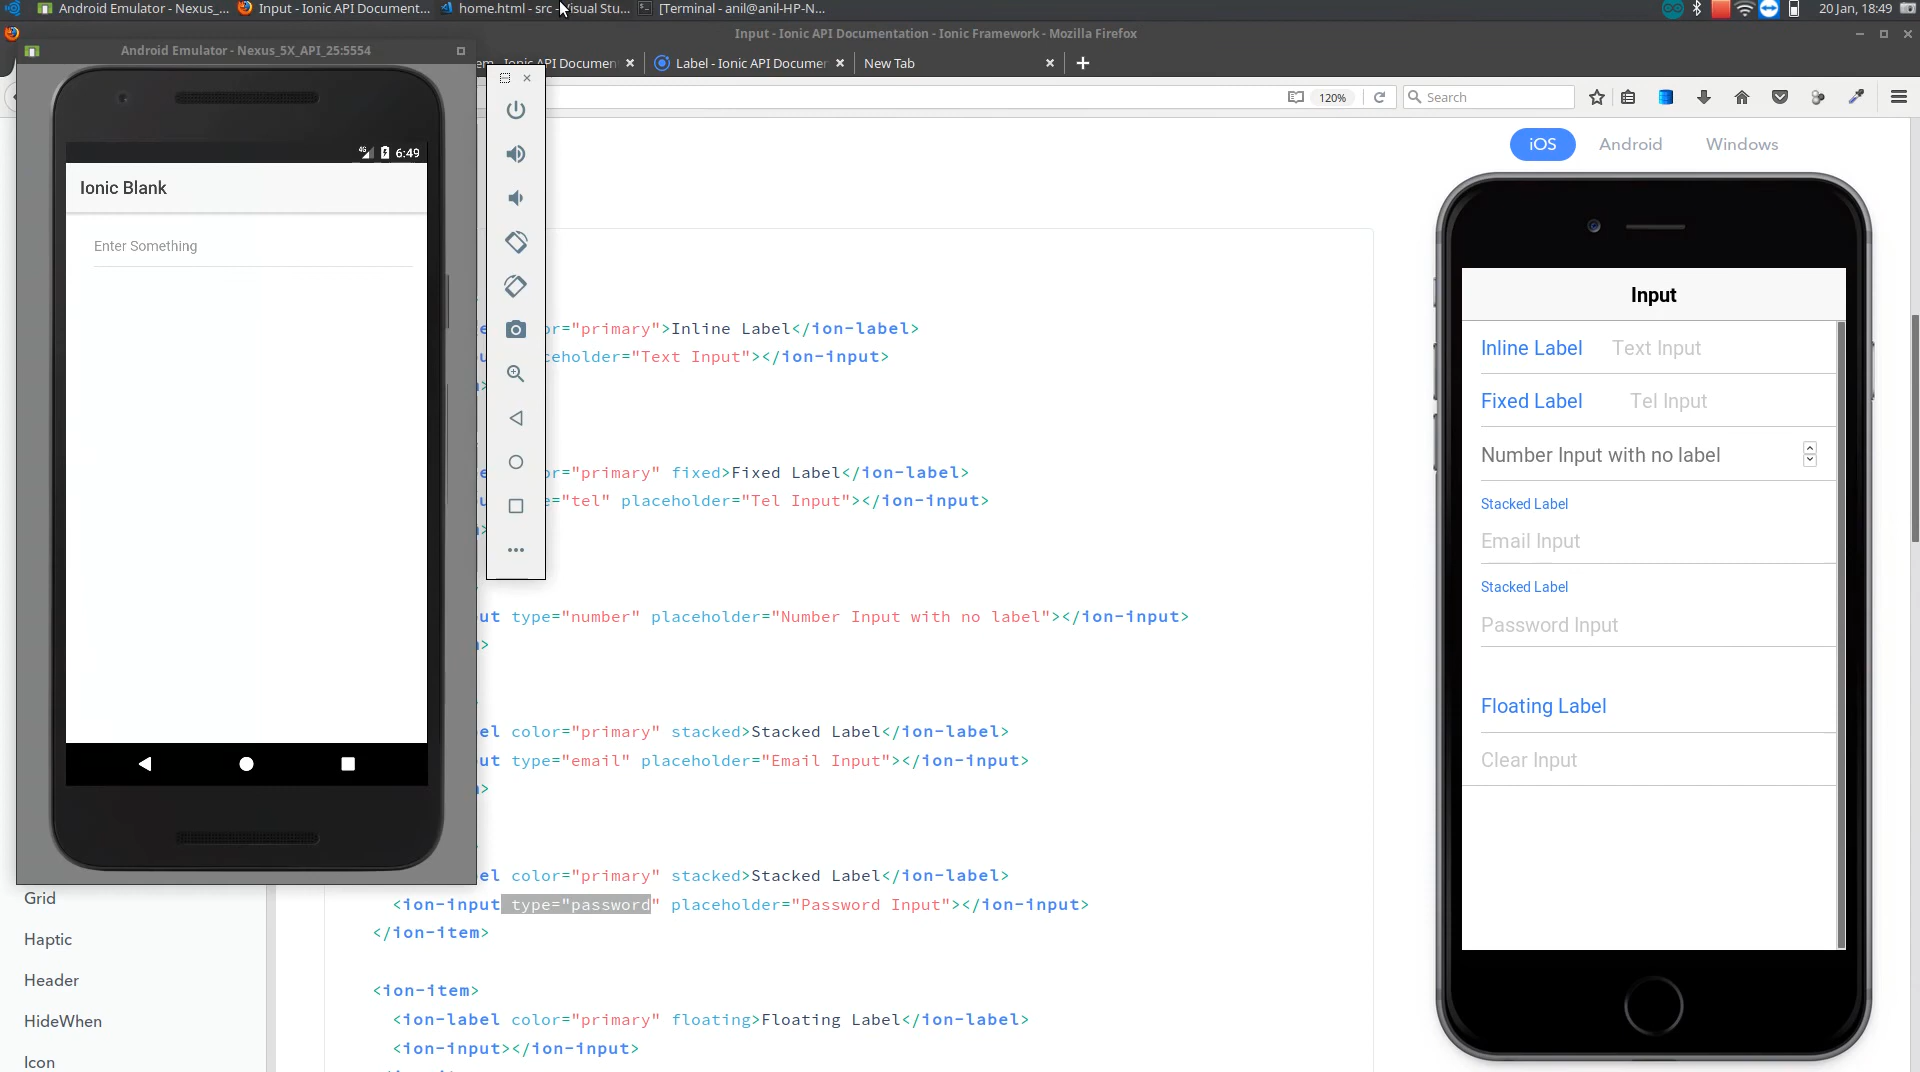 Android Emulator - Nexus_...
Input - Ionic API Document...
home.html - src - Visual Stu...
[Terminal - anil@anil-HP-N...
20 Jan, 18:49
Input - Ionic API Documentation - Ionic Framework - Mozilla Firefox
Android Emulator - Nexus_5X_API_25:5554
em - Ionic API Documen
Label - Ionic API Documen
New Tab
120%
Search
4G
6:49
Ionic Blank
Enter Something
iOS
Android
Windows
or="primary">Inline Label</ion-label>
ceholder="Text Input"></ion-input>
>
or="primary" fixed>Fixed Label</ion-label>
e="tel" placeholder="Tel Input"></ion-input>
>
ut type="number" placeholder="Number Input with no label"></ion-input>
>
el color="primary" stacked>Stacked Label</ion-label>
ut type="email" placeholder="Email Input"></ion-input>
>
el color="primary" stacked>Stacked Label</ion-label>
<ion-input type="password" placeholder="Password Input"></ion-input>
</ion-item>
<ion-item>
<ion-label color="primary" floating>Floating Label</ion-label>
<ion-input></ion-input>
Grid
Haptic
Header
HideWhen
Icon
Input
Inline Label Text Input
Fixed Label Tel Input
Number Input with no label
Stacked Label
Email Input
Stacked Label
Password Input
Floating Label
Clear Input